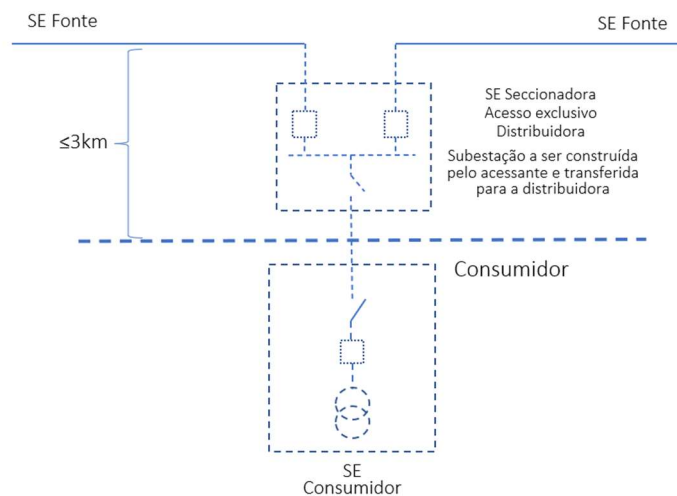 SE Fonte
SE Fonte
SE Seccionadora
Acesso exclusivo
Distribuidora
≤3km
Subestação a ser construída
pelo acessante e transferida
para a distribuidora
Consumidor
SE
Consumidor